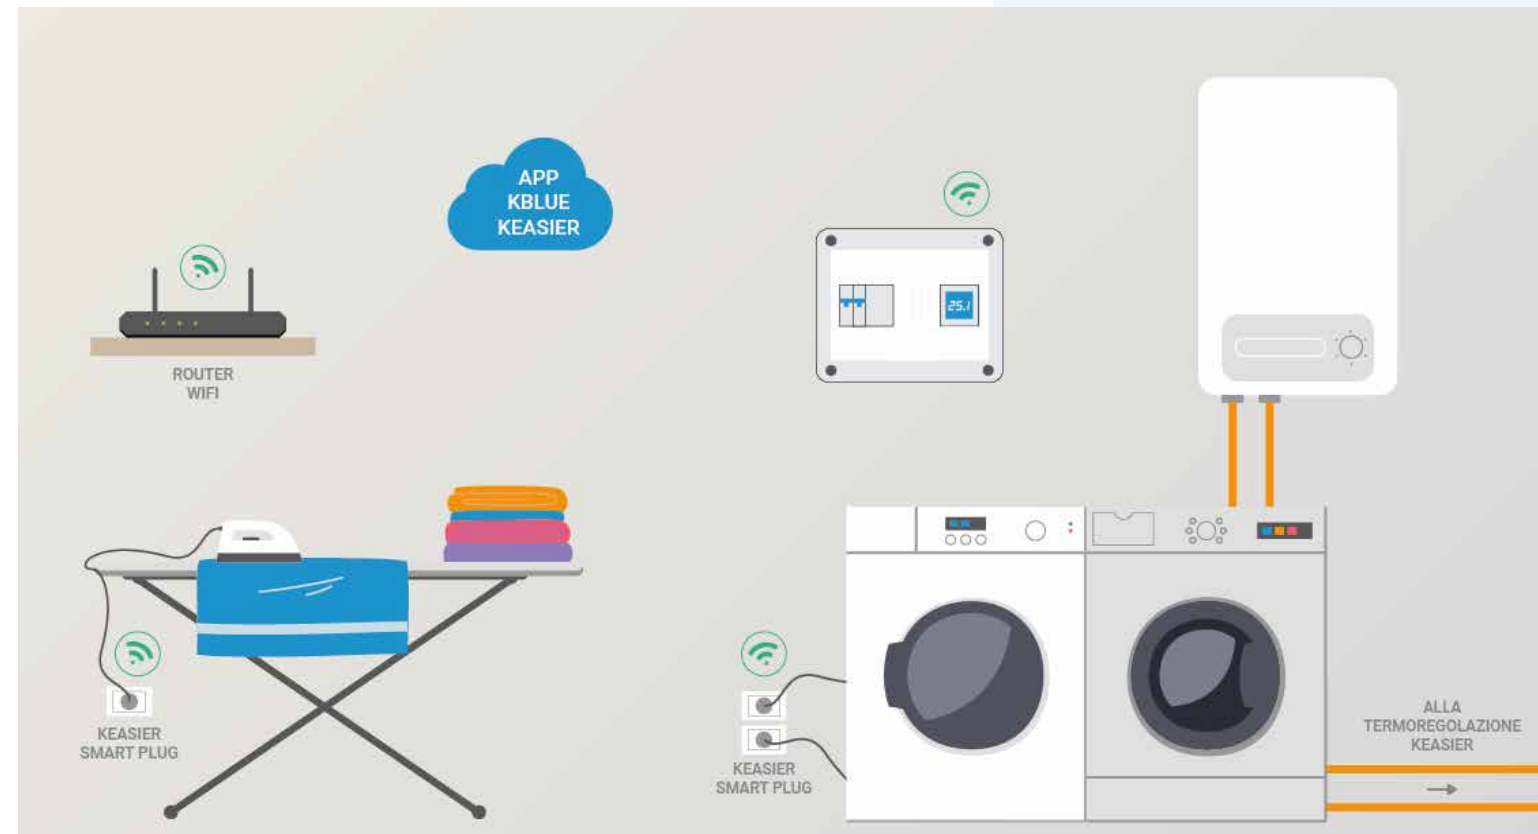 APP
KBLUE
KEASIER
25.1
ROUTER
WIFI
KEASIER
SMART PLUG
KEASIER
SMART PLUG
ALLA
TERMOREGOLAZIONE
KEASIER